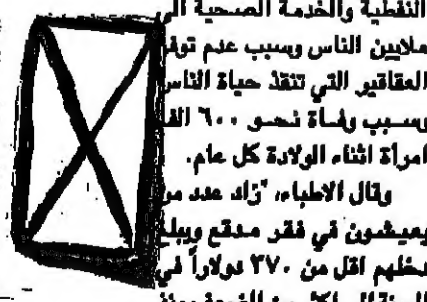 النفطية والخدمة الصحية الى
ملايين الناس وسبب عدم توفر
العقاقير التي تنقذ حياة الناس
وسبب وفاة نحو ٦٠٠ الف
امرأة اثناء الولادة كل عام.
وقال الاطباء، "زاد عدد من
يعيشون في فقر مدقع ويبلغ
دخلهم اقل من ٣٧٠ دولاراً في